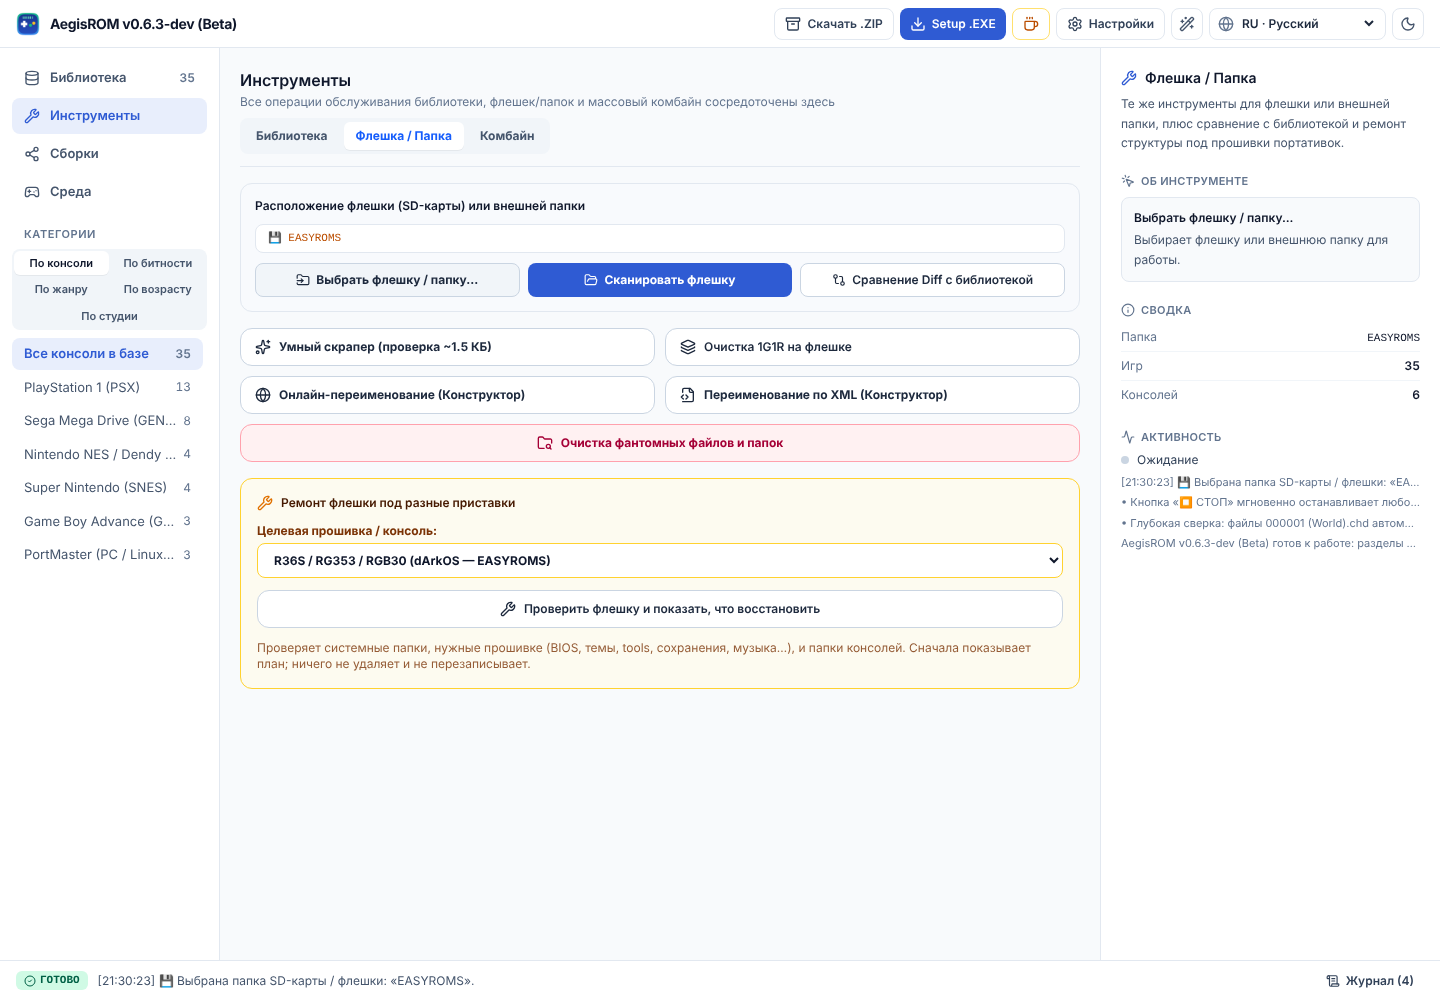 AegisROM v0.6.3-dev (Beta)
Скачать .ZIP
Setup .EXE
Настройки
RU · Русский
Библиотека 35
Инструменты
Сборки
Среда
КАТЕГОРИИ
По консоли По битности
По жанру По возрасту
По студии
Все консоли в базе 35
PlayStation 1 (PSX) 13
Sega Mega Drive (GEN... 8
Nintendo NES / Dendy ... 4
Super Nintendo (SNES) 4
Game Boy Advance (G... 3
PortMaster (PC / Linux... 3
Инструменты
Все операции обслуживания библиотеки, флешек/папок и массовый комбайн сосредоточены здесь
Библиотека Флешка / Папка Комбайн
Расположение флешки (SD-карты) или внешней папки
💾 EASYROMS
Выбрать флешку / папку...
Сканировать флешку
Сравнение Diff с библиотекой
Умный скрапер (проверка ~1.5 КБ)
Очистка 1G1R на флешке
Онлайн-переименование (Конструктор)
Переименование по XML (Конструктор)
Очистка фантомных файлов и папок
Ремонт флешки под разные приставки
Целевая прошивка / консоль:
R36S / RG353 / RGB30 (dArkOS — EASYROMS)
Проверить флешку и показать, что восстановить
Проверяет системные папки, нужные прошивке (BIOS, темы, tools, сохранения, музыка...), и папки консолей. Сначала показывает
план; ничего не удаляет и не перезаписывает.
Флешка / Папка
Те же инструменты для флешки или внешней
папки, плюс сравнение с библиотекой и ремонт
структуры под прошивки портативок.
ОБ ИНСТРУМЕНТЕ
Выбрать флешку / папку...
Выбирает флешку или внешнюю папку для
работы.
СВОДКА
Папка EASYROMS
Игр 35
Консолей 6
АКТИВНОСТЬ
Ожидание
[21:30:23] 💾 Выбрана папка SD-карты / флешки: «EA...
• Кнопка «⏹ СТОП» мгновенно останавливает любо...
• Глубокая сверка: файлы 000001 (World).chd автом...
AegisROM v0.6.3-dev (Beta) готов к работе: разделы ...
ГОТОВО [21:30:23] 💾 Выбрана папка SD-карты / флешки: «EASYROMS».
Журнал (4)